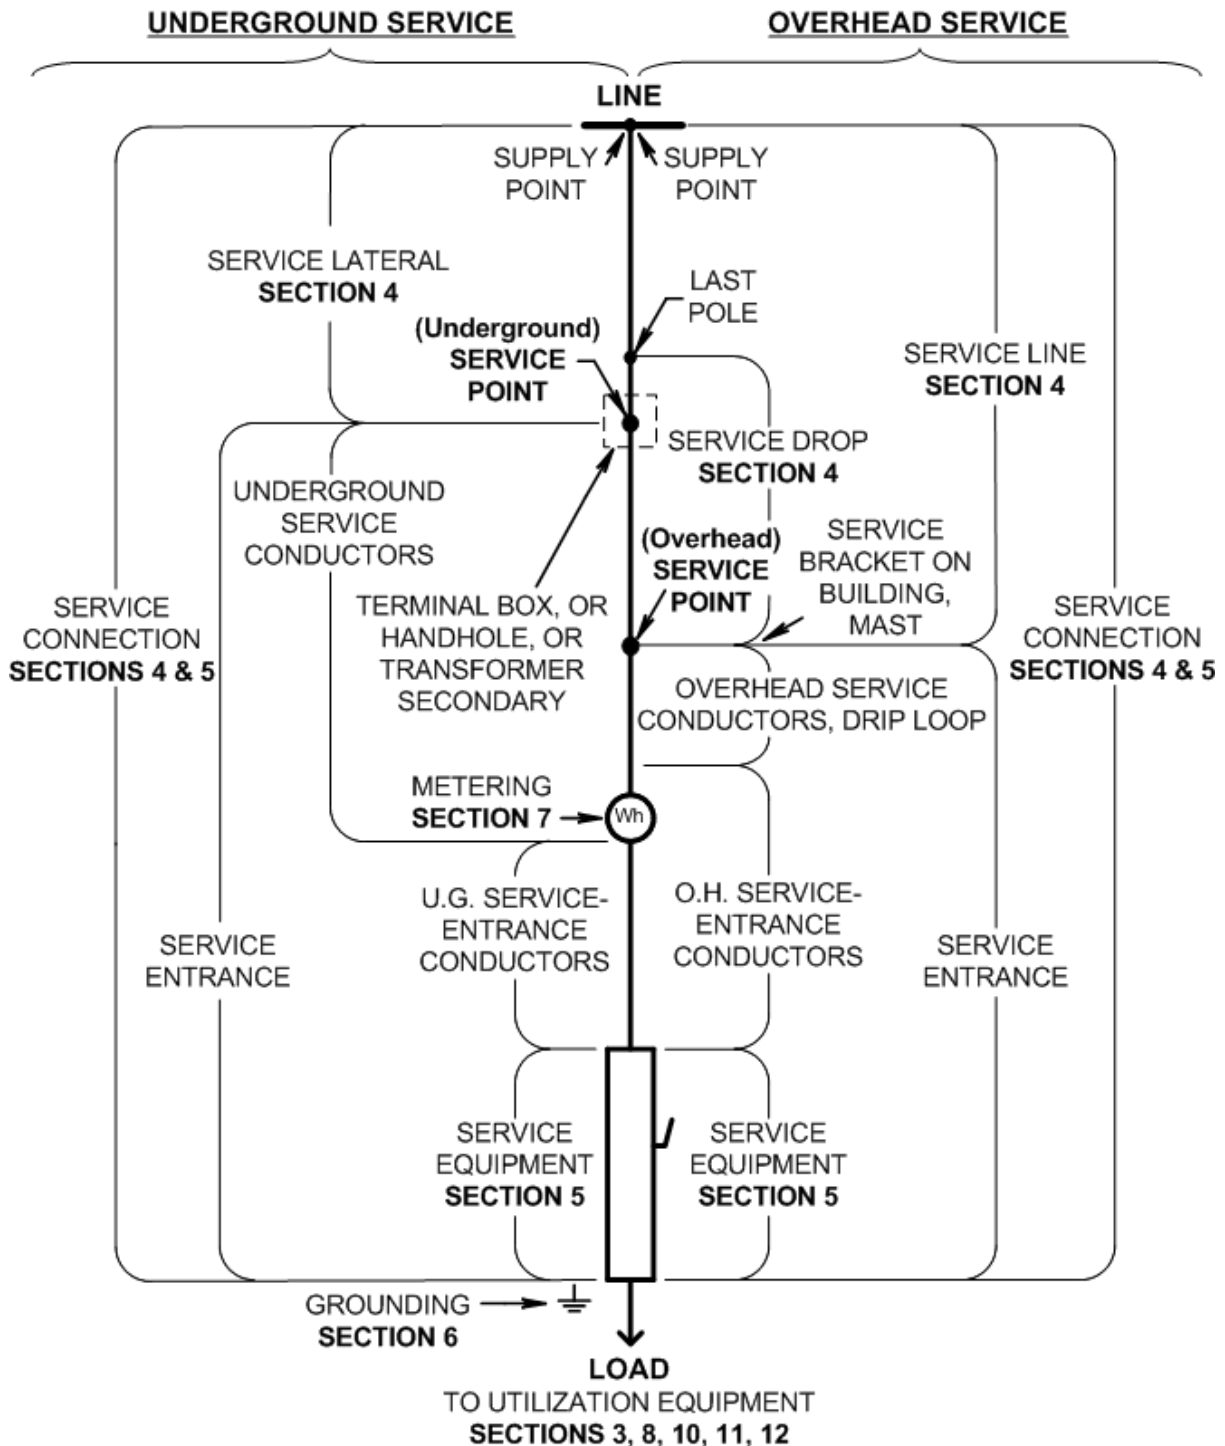 UNDERGROUND SERVICE
OVERHEAD SERVICE
LINE
SUPPLY
POINT
SUPPLY
POINT
SERVICE LATERAL
SECTION 4
LAST
POLE
(Underground)
SERVICE
POINT
SERVICE LINE
SECTION 4
SERVICE DROP
SECTION 4
UNDERGROUND
SERVICE
CONDUCTORS
(Overhead)
SERVICE
POINT
SERVICE
BRACKET ON
BUILDING,
MAST
TERMINAL BOX, OR
HANDHOLE, OR
TRANSFORMER
SECONDARY
SERVICE
CONNECTION
SECTIONS 4 & 5
SERVICE
CONNECTION
SECTIONS 4 & 5
OVERHEAD SERVICE
CONDUCTORS, DRIP LOOP
METERING
SECTION 7
Wh
U.G. SERVICE-
ENTRANCE
CONDUCTORS
O.H. SERVICE-
ENTRANCE
CONDUCTORS
SERVICE
ENTRANCE
SERVICE
ENTRANCE
SERVICE
EQUIPMENT
SECTION 5
SERVICE
EQUIPMENT
SECTION 5
GROUNDING
SECTION 6
LOAD
TO UTILIZATION EQUIPMENT
SECTIONS 3, 8, 10, 11, 12